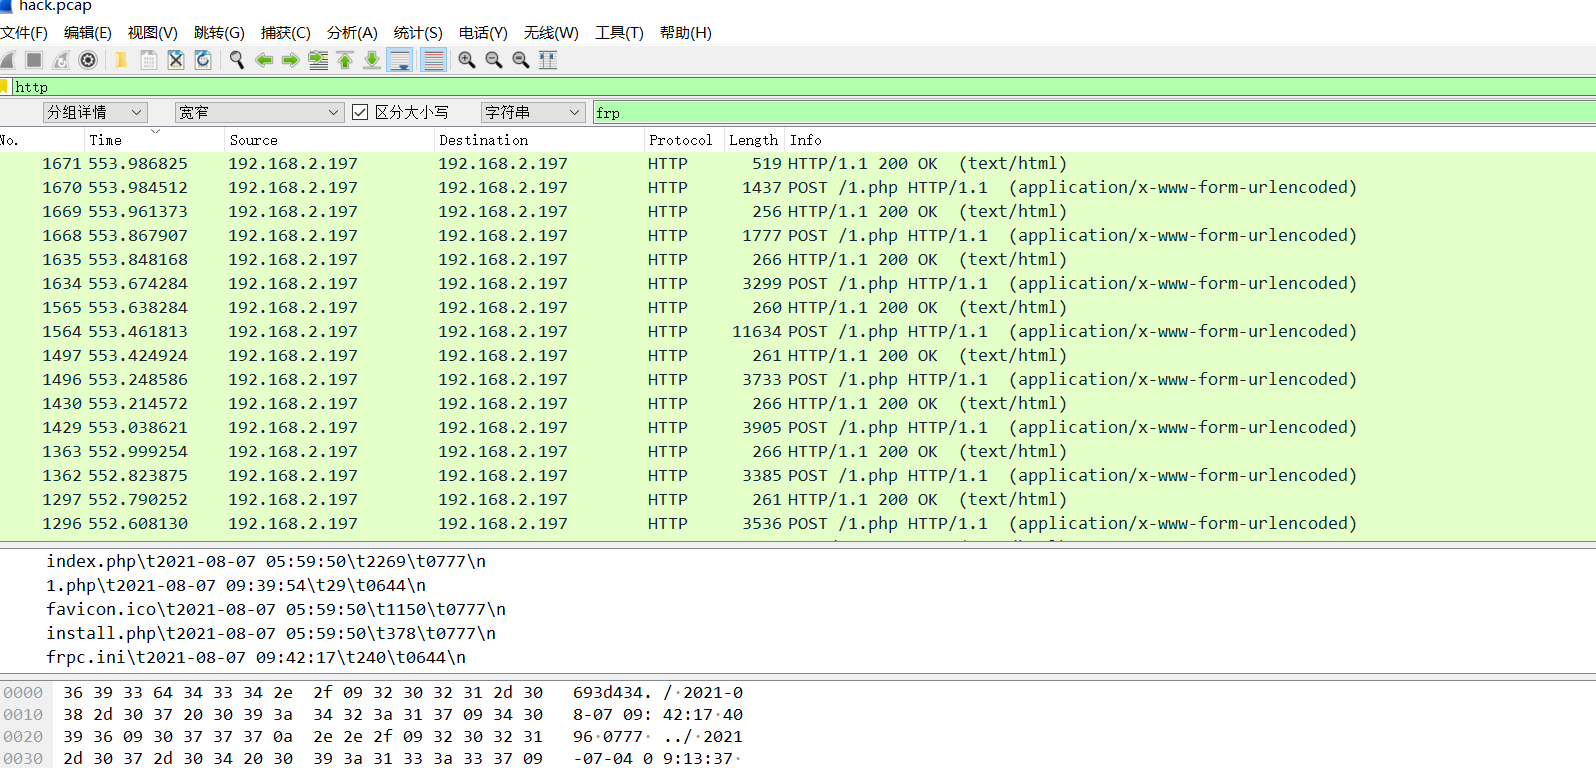 hack.pcap
文件(F) 编辑(E) 视图(V) 跳转(G) 捕获(C) 分析(A) 统计(S) 电话(Y) 无线(W) 工具(T) 帮助(H)
http
分组详情 宽窄 区分大小写 字符串 frp
No. Time Source Destination Protocol Length Info
1671 553.986825 192.168.2.197 192.168.2.197 HTTP 519 HTTP/1.1 200 OK (text/html)
1670 553.984512 192.168.2.197 192.168.2.197 HTTP 1437 POST /1.php HTTP/1.1 (application/x-www-form-urlencoded)
1669 553.961373 192.168.2.197 192.168.2.197 HTTP 256 HTTP/1.1 200 OK (text/html)
1668 553.867907 192.168.2.197 192.168.2.197 HTTP 1777 POST /1.php HTTP/1.1 (application/x-www-form-urlencoded)
1635 553.848168 192.168.2.197 192.168.2.197 HTTP 266 HTTP/1.1 200 OK (text/html)
1634 553.674284 192.168.2.197 192.168.2.197 HTTP 3299 POST /1.php HTTP/1.1 (application/x-www-form-urlencoded)
1565 553.638284 192.168.2.197 192.168.2.197 HTTP 260 HTTP/1.1 200 OK (text/html)
1564 553.461813 192.168.2.197 192.168.2.197 HTTP 11634 POST /1.php HTTP/1.1 (application/x-www-form-urlencoded)
1497 553.424924 192.168.2.197 192.168.2.197 HTTP 261 HTTP/1.1 200 OK (text/html)
1496 553.248586 192.168.2.197 192.168.2.197 HTTP 3733 POST /1.php HTTP/1.1 (application/x-www-form-urlencoded)
1430 553.214572 192.168.2.197 192.168.2.197 HTTP 266 HTTP/1.1 200 OK (text/html)
1429 553.038621 192.168.2.197 192.168.2.197 HTTP 3905 POST /1.php HTTP/1.1 (application/x-www-form-urlencoded)
1363 552.999254 192.168.2.197 192.168.2.197 HTTP 266 HTTP/1.1 200 OK (text/html)
1362 552.823875 192.168.2.197 192.168.2.197 HTTP 3385 POST /1.php HTTP/1.1 (application/x-www-form-urlencoded)
1297 552.790252 192.168.2.197 192.168.2.197 HTTP 261 HTTP/1.1 200 OK (text/html)
1296 552.608130 192.168.2.197 192.168.2.197 HTTP 3536 POST /1.php HTTP/1.1 (application/x-www-form-urlencoded)
index.php\t2021-08-07 05:59:50\t2269\t0777\n
1.php\t2021-08-07 09:39:54\t29\t0644\n
favicon.ico\t2021-08-07 05:59:50\t1150\t0777\n
install.php\t2021-08-07 05:59:50\t378\t0777\n
frpc.ini\t2021-08-07 09:42:17\t240\t0644\n
0000 36 39 33 64 34 33 34 2e 2f 09 32 30 32 31 2d 30 693d434. /·2021-0
0010 38 2d 30 37 20 30 39 3a 34 32 3a 31 37 09 34 30 8-07 09: 42:17·40
0020 39 36 09 30 37 37 37 0a 2e 2e 2f 09 32 30 32 31 96·0777· ../·2021
0030 2d 30 37 2d 30 34 20 30 39 3a 31 33 3a 33 37 09 -07-04 0 9:13:37·